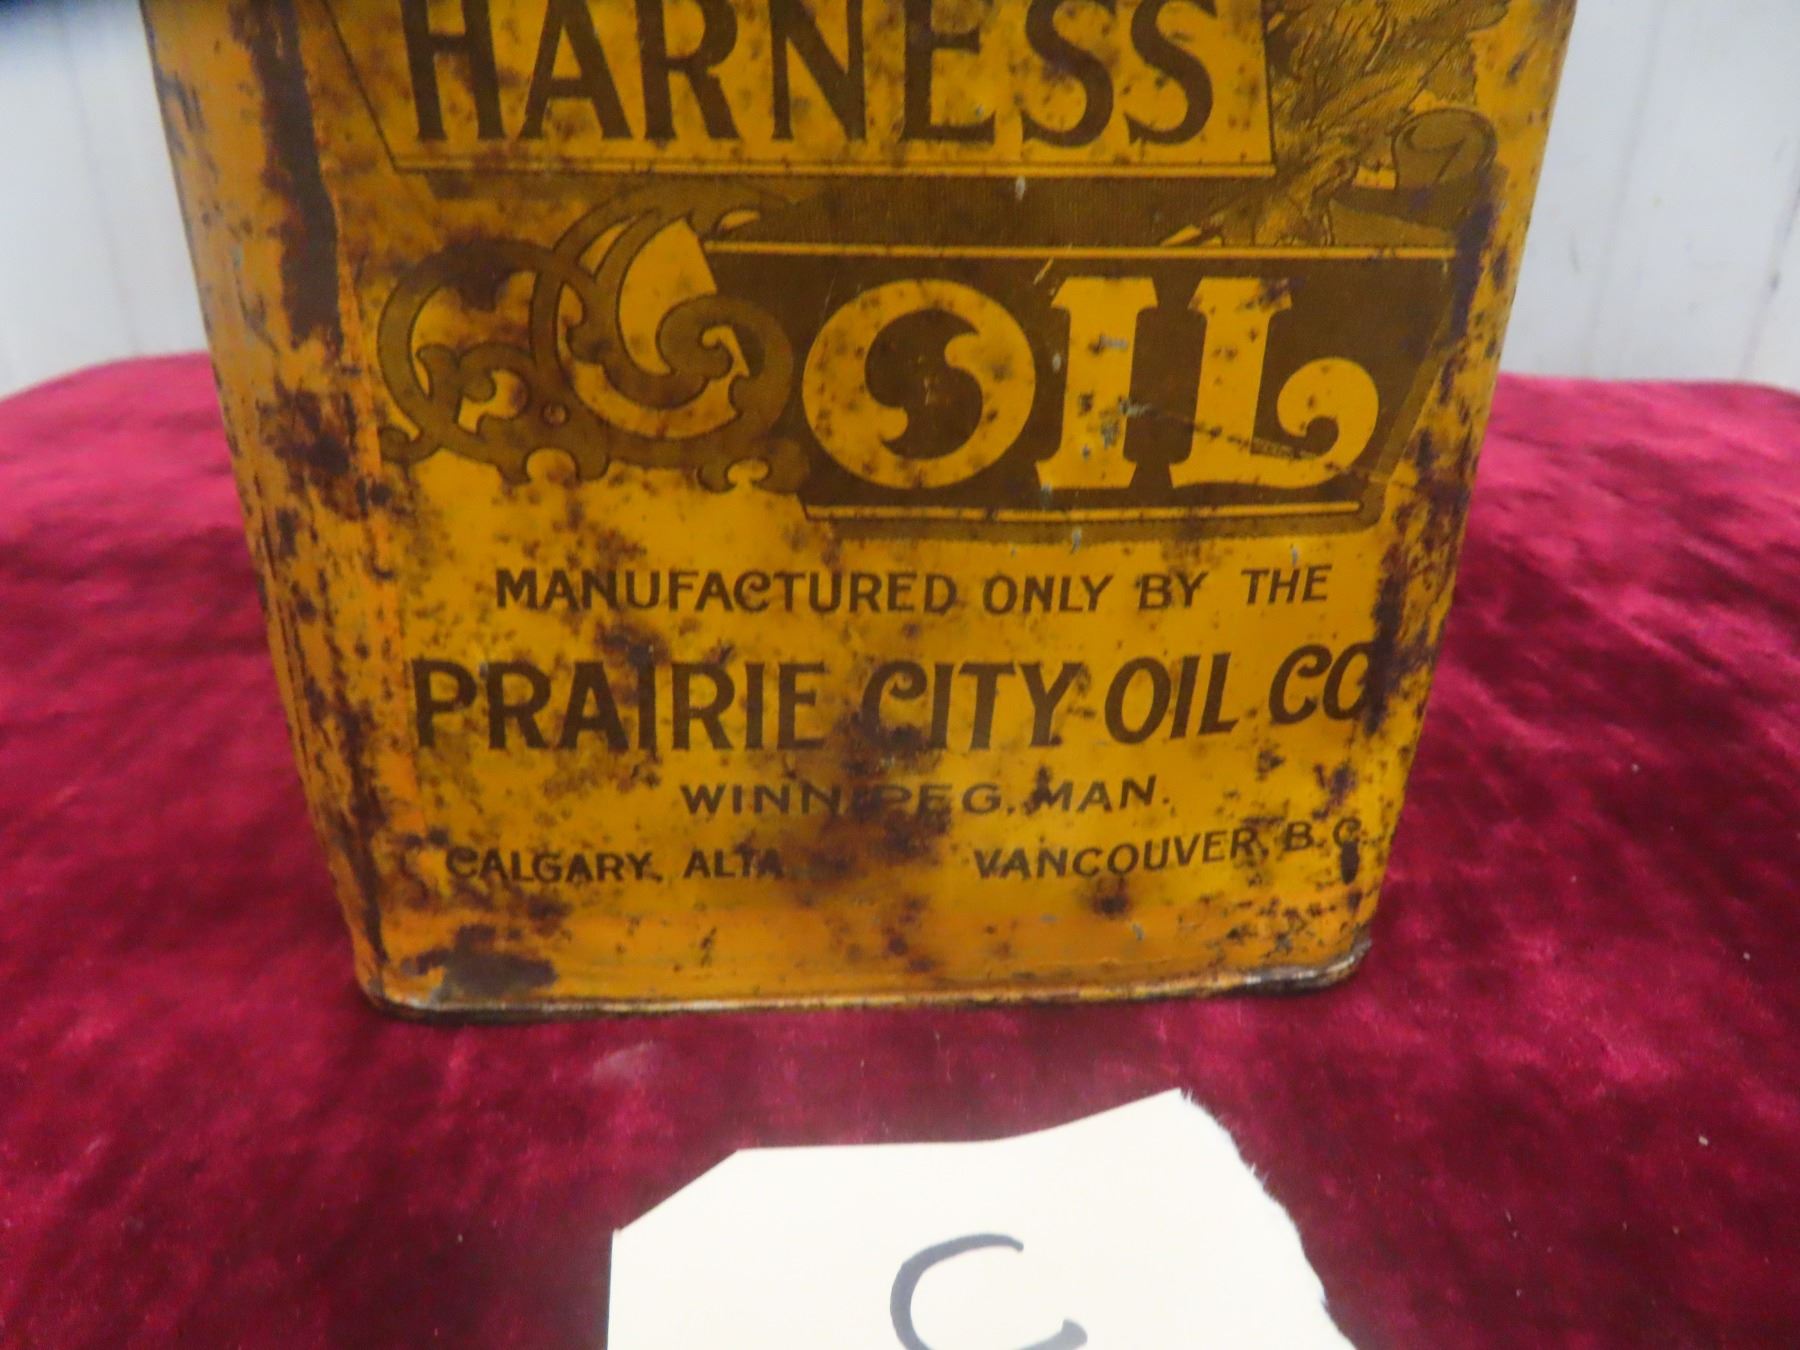 HARNESS
OIL
MANUFACTURED ONLY BY THE
PRAIRIE CITY OIL CO
WINNIPEG, MAN.
CALGARY, ALTA.
VANCOUVER, B.C.
C